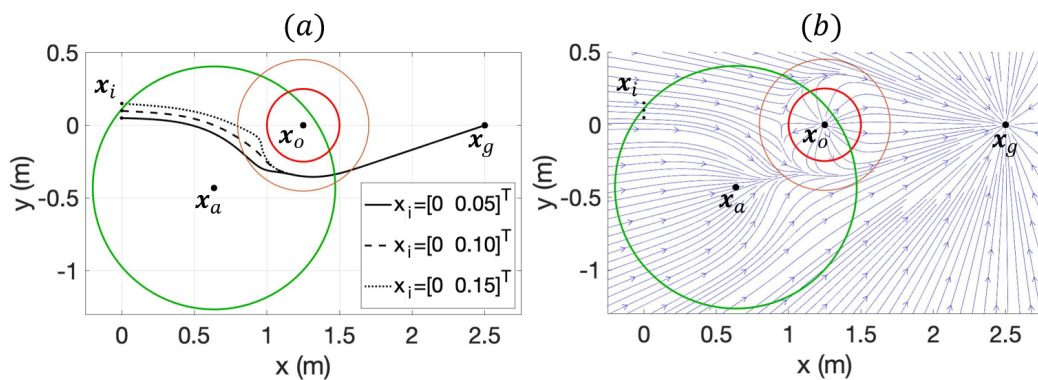 (a)
0.5
0
-0.5
-1
y (m)
x_i
x_o
x_g
x_a
x_i=[0 0.05]^T
x_i=[0 0.10]^T
x_i=[0 0.15]^T
0 0.5 1 1.5 2 2.5
x (m)
(b)
0.5
0
-0.5
-1
y (m)
x_i
x_o
x_g
x_a
0 0.5 1 1.5 2 2.5
x (m)